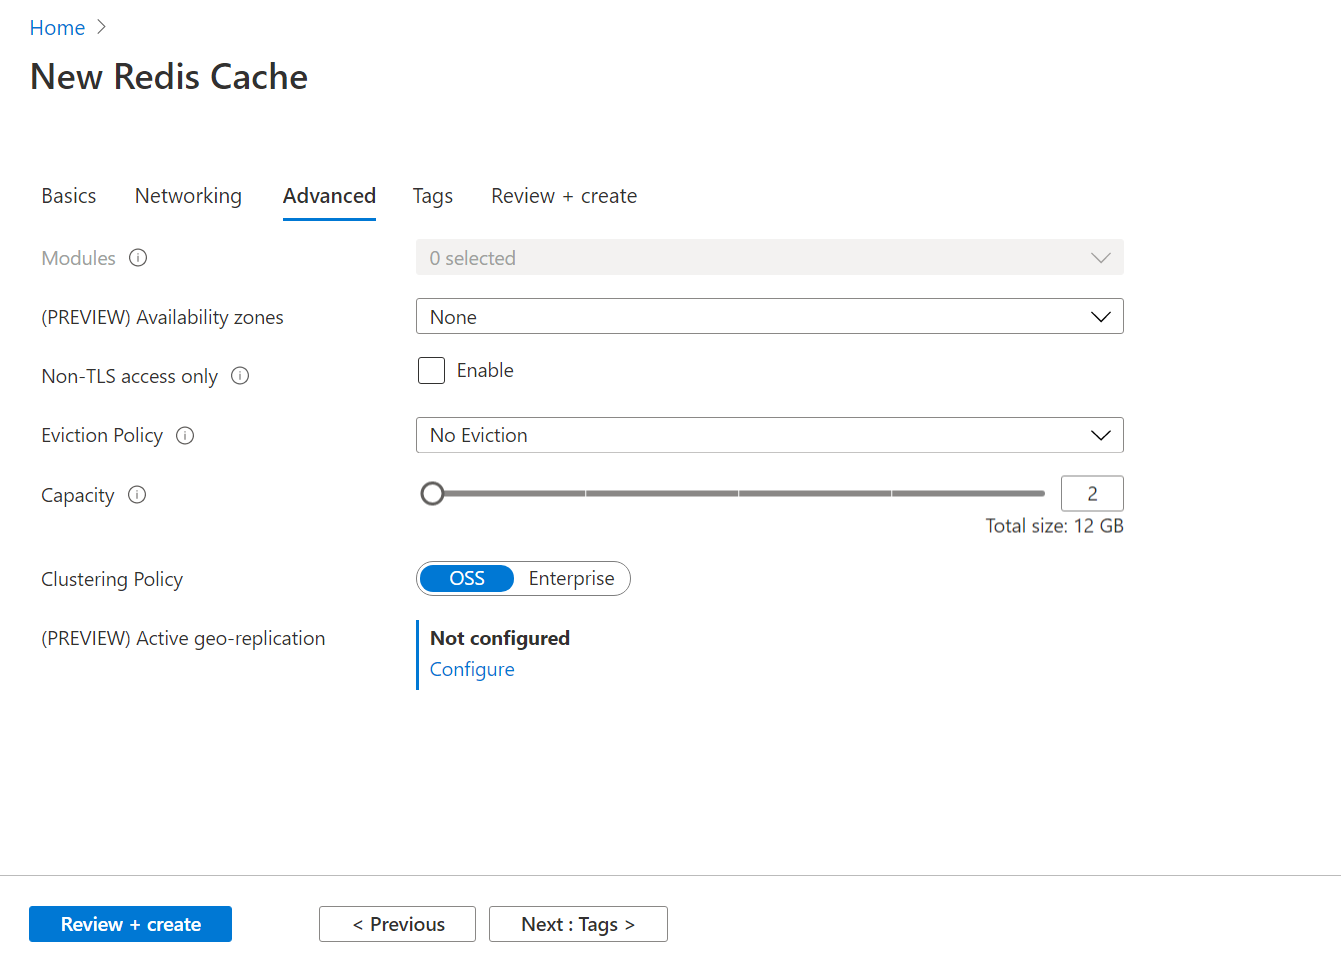 Home >
New Redis Cache
Basics Networking Advanced Tags Review + create
Modules 0 selected
(PREVIEW) Availability zones None
Non-TLS access only Enable
Eviction Policy No Eviction
Capacity 2
Total size: 12 GB
Clustering Policy OSS Enterprise
(PREVIEW) Active geo-replication Not configured
Configure
Review + create < Previous Next : Tags >